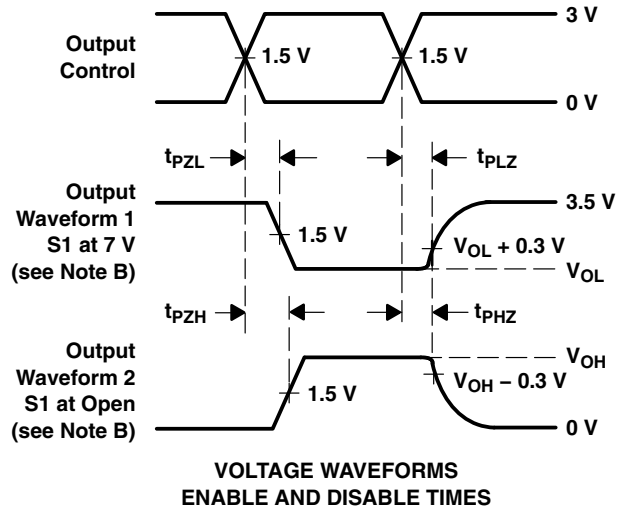 3 V
Output
Control
1.5 V
1.5 V
0 V
tPZL
tPLZ
Output
Waveform 1
S1 at 7 V
(see Note B)
3.5 V
1.5 V
VOL + 0.3 V
VOL
tPZH
tPHZ
Output
Waveform 2
S1 at Open
(see Note B)
VOH
1.5 V
VOH − 0.3 V
0 V
VOLTAGE WAVEFORMS
ENABLE AND DISABLE TIMES